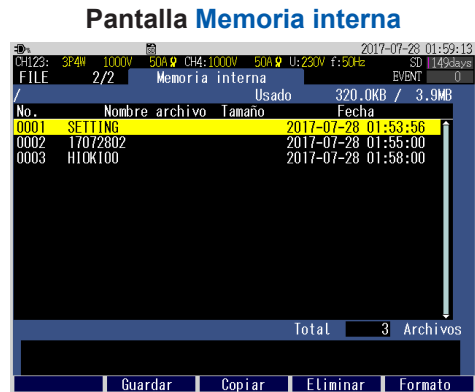 Pantalla Memoria interna
2017-07-28 01:59:13
CH123: 3P4W 1000V 50A CH4:1000V 50A U:230V f:50Hz SD 149days
FILE 2/2 Memoria interna EVENT 0
/ Usado 320.0KB / 3.9MB
No. Nombre archivo Tamaño Fecha
0001 SETTING 2017-07-28 01:53:56
0002 17072802 2017-07-28 01:55:00
0003 HIOKI00 2017-07-28 01:58:00
Total 3 Archivos
Guardar Copiar Eliminar Formato